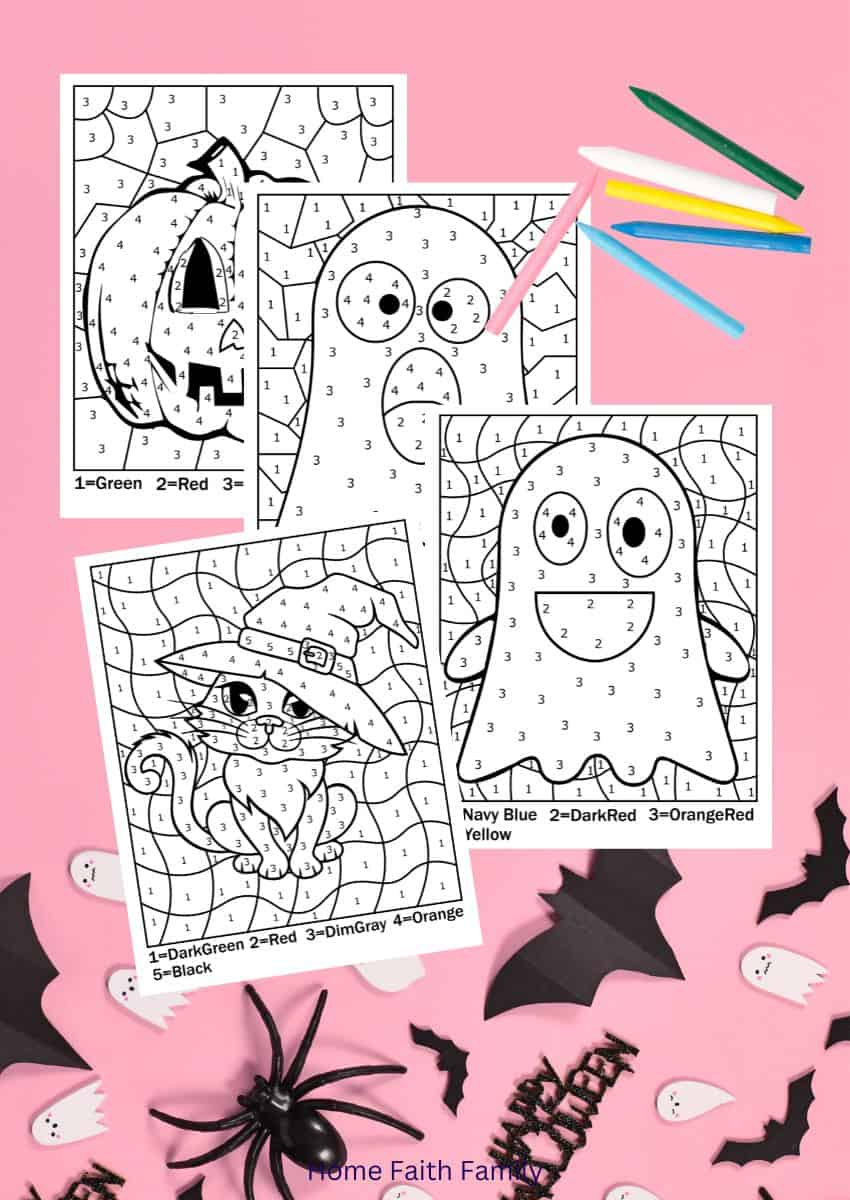 1=Green 2=Red 3=
Navy Blue 2=DarkRed 3=OrangeRed
Yellow
1=DarkGreen 2=Red 3=DimGray 4=Orange
5=Black
HAPPY
HALLOWEEN
Home Faith Family